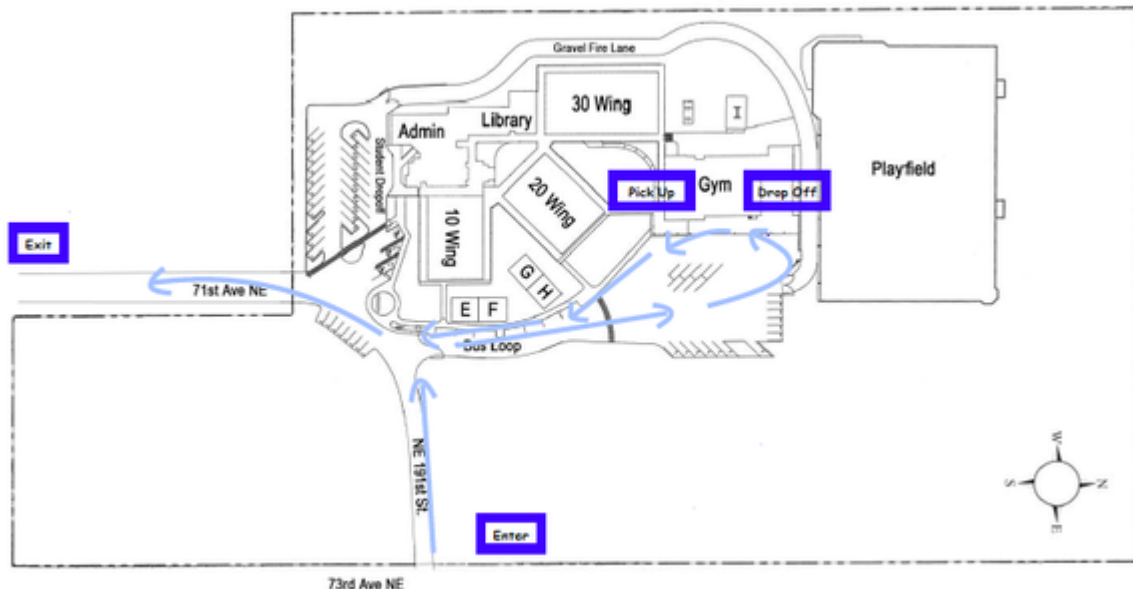 Gravel Fire Lane
30 Wing
Library
Admin
I
Playfield
Student Dropoff
Pick Up
Gym
Drop Off
20 Wing
10 Wing
Exit
G
H
71st Ave NE
E F
Bus Loop
NE 191st St.
W
S
N
E
Enter
73rd Ave NE